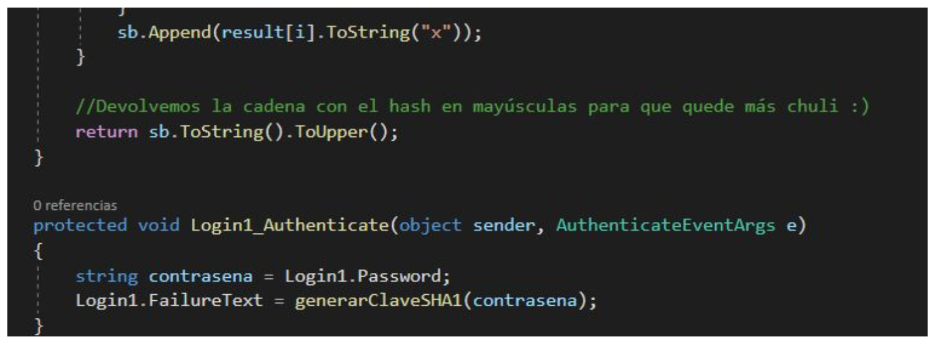 }
sb.Append(result[i].ToString("x"));
}
//Devolvemos la cadena con el hash en mayúsculas para que quede más chuli :)
return sb.ToString().ToUpper();
}
0 referencias
protected void Login1_Authenticate(object sender, AuthenticateEventArgs e)
{
string contrasena = Login1.Password;
Login1.FailureText = generarClaveSHA1(contrasena);
}